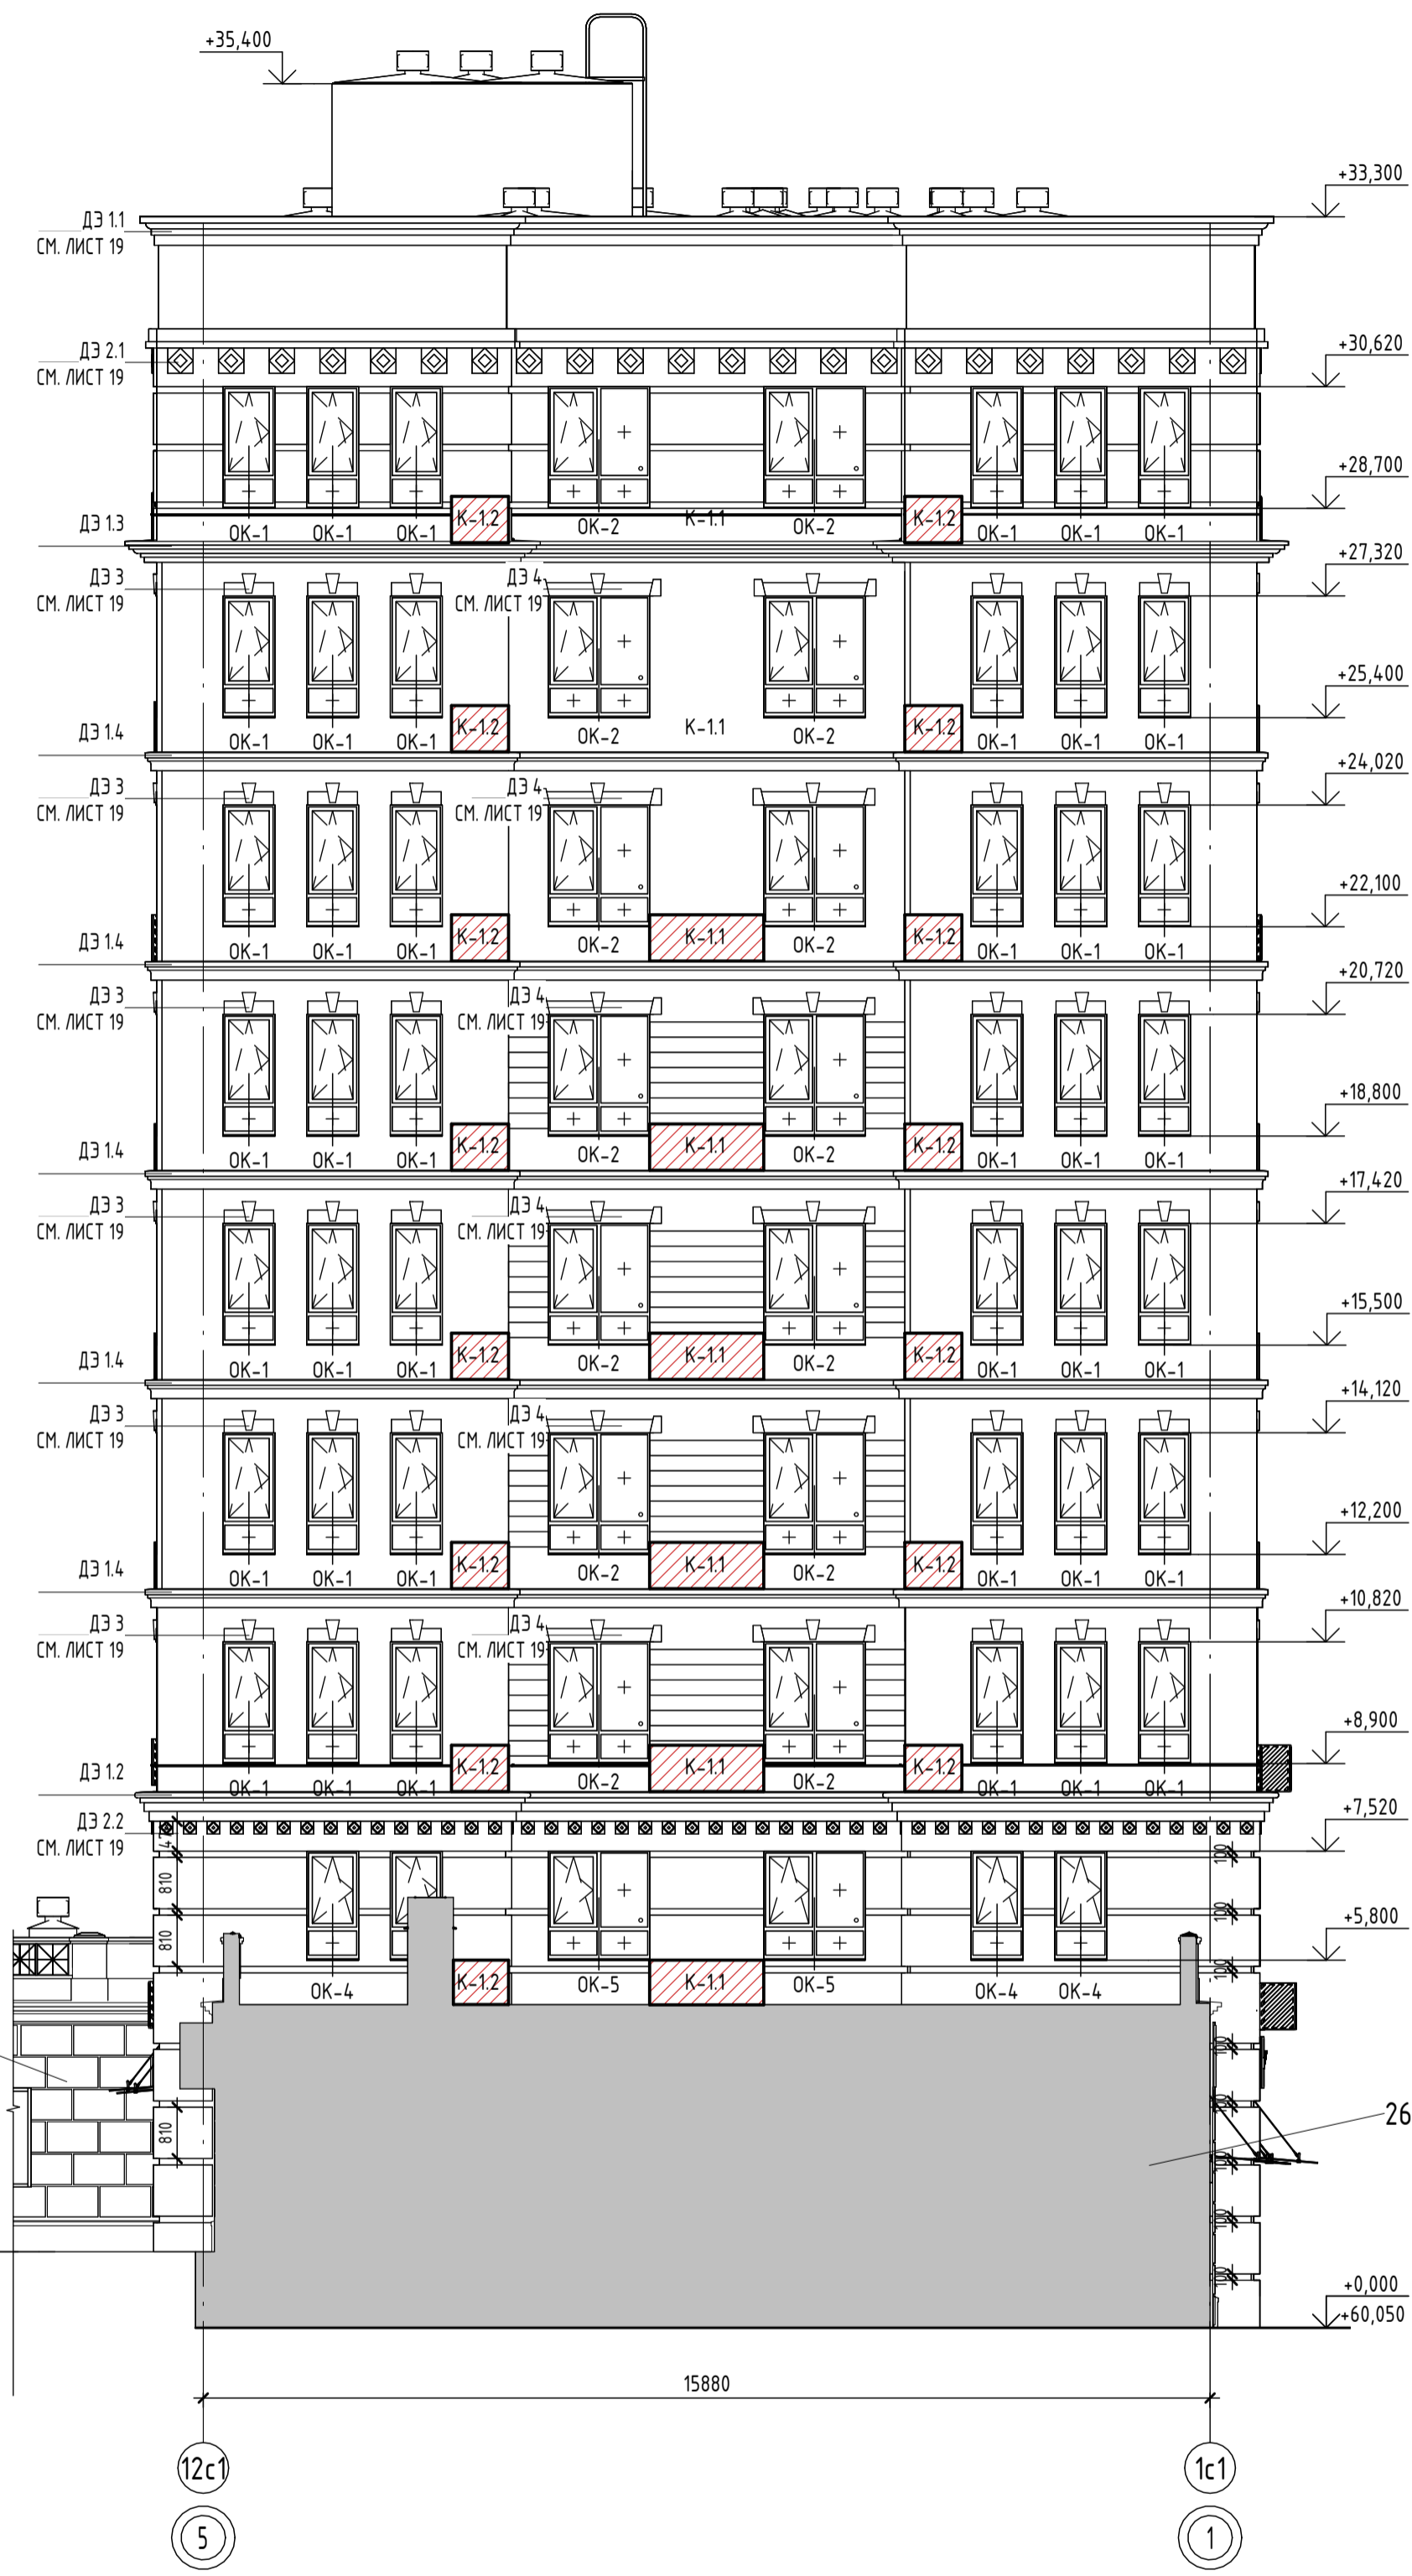 +35,400
+33,300
ДЭ 1.1
СМ. ЛИСТ 19
ДЭ 2.1
СМ. ЛИСТ 19
+30,620
+28,700
ДЭ 1.3
ОК-1 ОК-1 ОК-1 К-1.2 ОК-2 К-1.1 ОК-2 К-1.2 ОК-1 ОК-1 ОК-1
+27,320
ДЭ 3
СМ. ЛИСТ 19
ДЭ 4
СМ. ЛИСТ 19
+25,400
ДЭ 1.4
ОК-1 ОК-1 ОК-1 К-1.2 ОК-2 К-1.1 ОК-2 К-1.2 ОК-1 ОК-1 ОК-1
+24,020
ДЭ 3
СМ. ЛИСТ 19
ДЭ 4
СМ. ЛИСТ 19
+22,100
ДЭ 1.4
ОК-1 ОК-1 ОК-1 К-1.2 ОК-2 К-1.1 ОК-2 К-1.2 ОК-1 ОК-1 ОК-1
+20,720
ДЭ 3
СМ. ЛИСТ 19
ДЭ 4
СМ. ЛИСТ 19
+18,800
ДЭ 1.4
ОК-1 ОК-1 ОК-1 К-1.2 ОК-2 К-1.1 ОК-2 К-1.2 ОК-1 ОК-1 ОК-1
+17,420
ДЭ 3
СМ. ЛИСТ 19
ДЭ 4
СМ. ЛИСТ 19
+15,500
ДЭ 1.4
ОК-1 ОК-1 ОК-1 К-1.2 ОК-2 К-1.1 ОК-2 К-1.2 ОК-1 ОК-1 ОК-1
+14,120
ДЭ 3
СМ. ЛИСТ 19
ДЭ 4
СМ. ЛИСТ 19
+12,200
ДЭ 1.4
ОК-1 ОК-1 ОК-1 К-1.2 ОК-2 К-1.1 ОК-2 К-1.2 ОК-1 ОК-1 ОК-1
+10,820
ДЭ 3
СМ. ЛИСТ 19
ДЭ 4
СМ. ЛИСТ 19
+8,900
ДЭ 1.2
ОК-1 ОК-1 ОК-1 К-1.2 ОК-2 К-1.1 ОК-2 К-1.2 ОК-1 ОК-1 ОК-1
+7,520
ДЭ 2.2
СМ. ЛИСТ 19
100
810
100
810
+5,800
100
ОК-4 К-1.2 ОК-5 К-1.1 ОК-5 ОК-4 ОК-4
100
100
810
26
100
100
100
+0,000
+60,050
15880
12с1 1с1
5 1